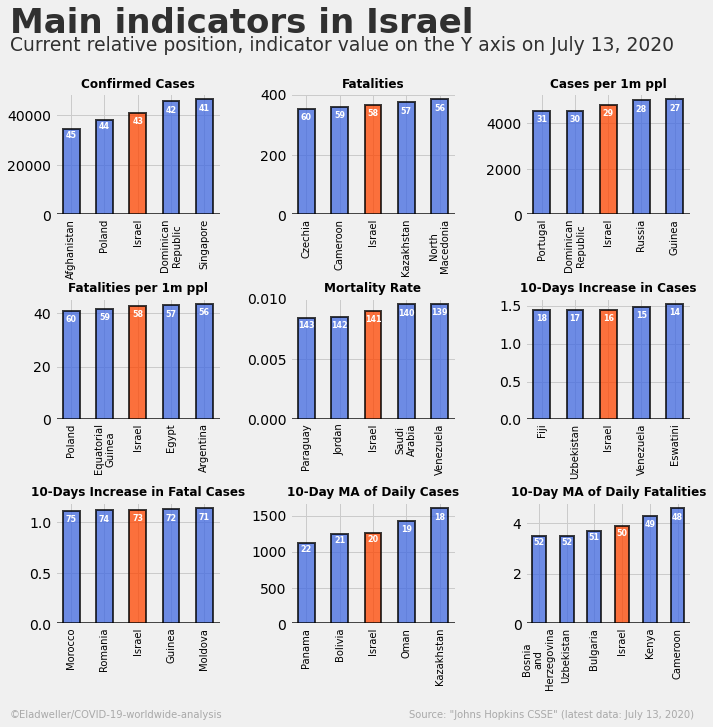 Main indicators in Israel
Current relative position, indicator value on the Y axis on July 13, 2020
Confirmed Cases
40000
20000
0
45
44
43
42
41
Afghanistan
Poland
Israel
Dominican
Republic
Singapore
Fatalities
400
200
0
60
59
58
57
56
Czechia
Cameroon
Israel
Kazakhstan
North
Macedonia
Cases per 1m ppl
4000
2000
0
31
30
29
28
27
Portugal
Dominican
Republic
Israel
Russia
Guinea
Fatalities per 1m ppl
40
20
0
60
59
58
57
56
Poland
Equatorial
Guinea
Israel
Egypt
Argentina
Mortality Rate
0.010
0.005
0.000
143
142
141
140
139
Paraguay
Jordan
Israel
Saudi
Arabia
Venezuela
10-Days Increase in Cases
1.5
1.0
0.5
0.0
18
17
16
15
14
Fiji
Uzbekistan
Israel
Venezuela
Eswatini
10-Days Increase in Fatal Cases
1.0
0.5
0.0
75
74
73
72
71
Morocco
Romania
Israel
Guinea
Moldova
10-Day MA of Daily Cases
1500
1000
500
0
22
21
20
19
18
Panama
Bolivia
Israel
Oman
Kazakhstan
10-Day MA of Daily Fatalities
4
2
0
52
52
51
50
49
48
Bosnia
and
Herzegovina
Uzbekistan
Bulgaria
Israel
Kenya
Cameroon
©Eladweller/COVID-19-worldwide-analysis
Source: "Johns Hopkins CSSE" (latest data: July 13, 2020)